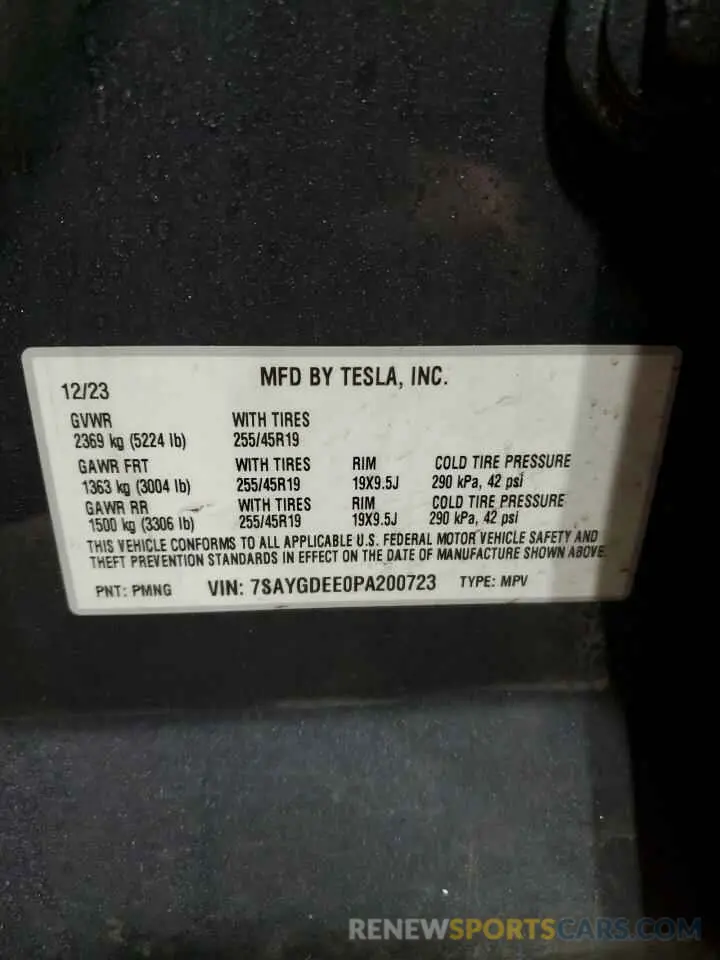 MFD BY TESLA, INC.
12/23
GVWR WITH TIRES
2369 kg (5224 lb) 255/45R19
GAWR FRT WITH TIRES RIM COLD TIRE PRESSURE
1363 kg (3004 lb) 255/45R19 19X9.5J 290 kPa, 42 psi
GAWR RR WITH TIRES RIM COLD TIRE PRESSURE
1500 kg (3306 lb) 255/45R19 19X9.5J 290 kPa, 42 psi
THIS VEHICLE CONFORMS TO ALL APPLICABLE U.S. FEDERAL MOTOR VEHICLE SAFETY AND
THEFT PREVENTION STANDARDS IN EFFECT ON THE DATE OF MANUFACTURE SHOWN ABOVE.
PNT: PMNG VIN: 7SAYGDEE0PA200723 TYPE: MPV
RENEWSPORTSCARS.COM